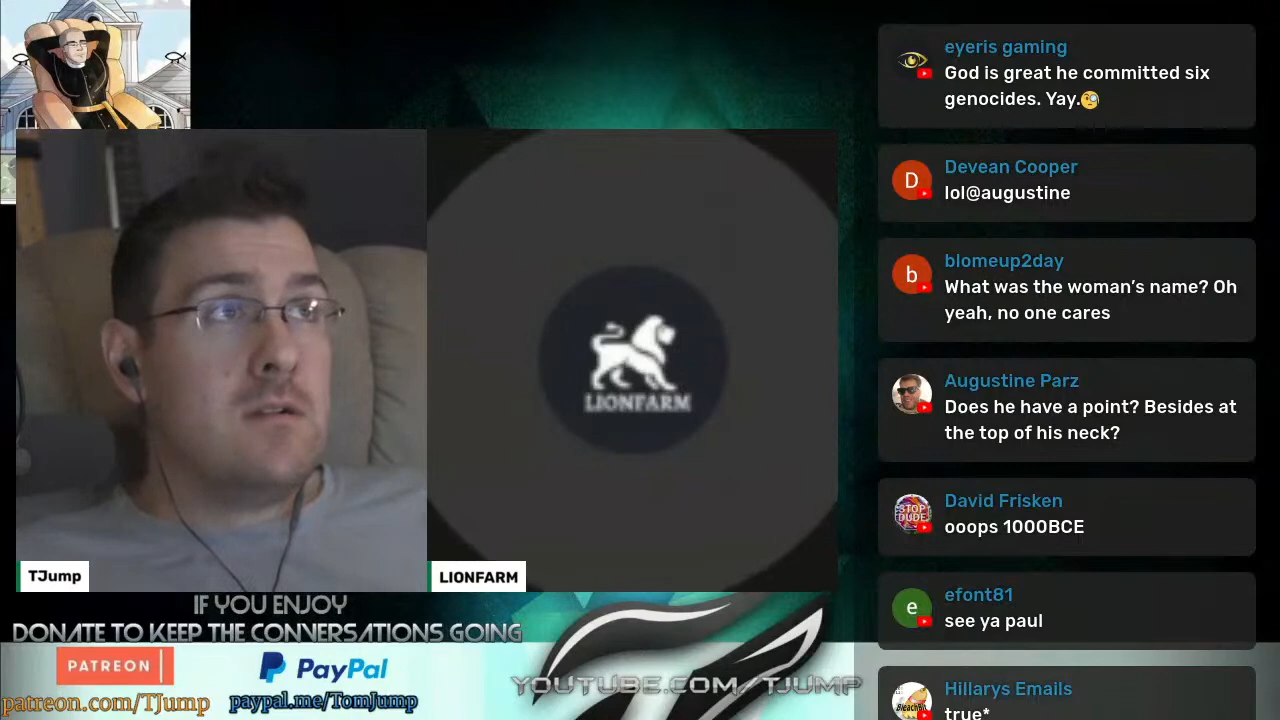 eyeris gaming
God is great he committed six
genocides. Yay.🧐
D
Devean Cooper
lol@augustine
b
blomeup2day
What was the woman's name? Oh
yeah, no one cares
Augustine Parz
Does he have a point? Besides at
the top of his neck?
STOP
DUDE
David Frisken
ooops 1000BCE
e
efont81
see ya paul
BleachBit
Hillarys Emails
true*
LIONFARM
TJump
LIONFARM
IF YOU ENJOY
DONATE TO KEEP THE CONVERSATIONS GOING
PATREON
PayPal
patreon.com/TJump
paypal.me/TomJump
YOUTUBE.COM/TJUMP